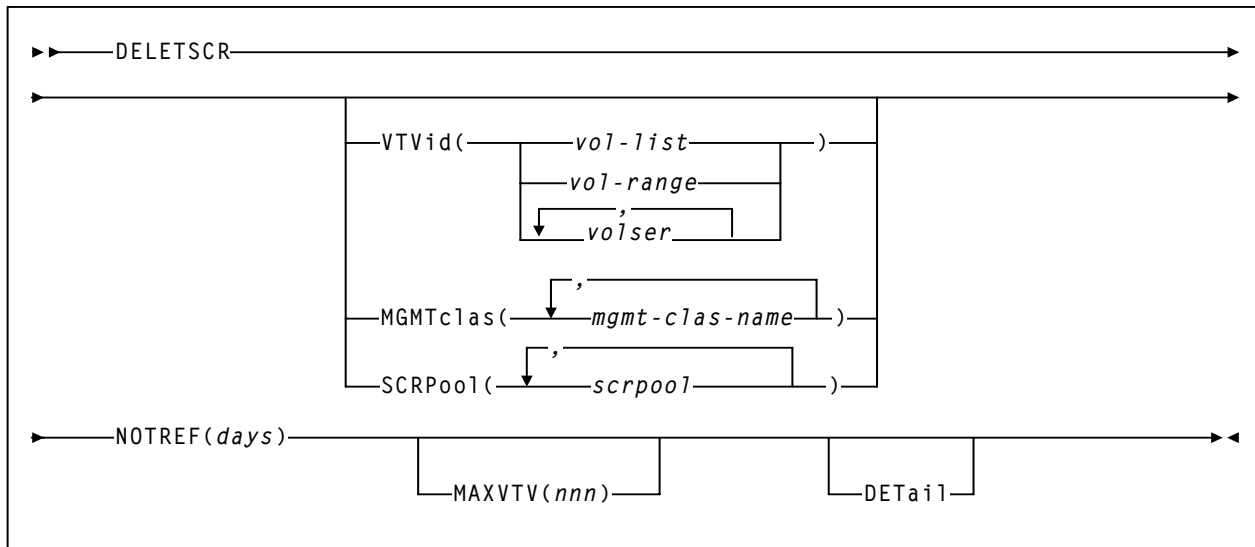 DELETSCR
VTVid( vol-list )
vol-range
,
volser
,
MGMTclas( mgmt-clas-name )
,
SCRPool( scrpool )
NOTREF(days)
MAXVTV(nnn) DETail